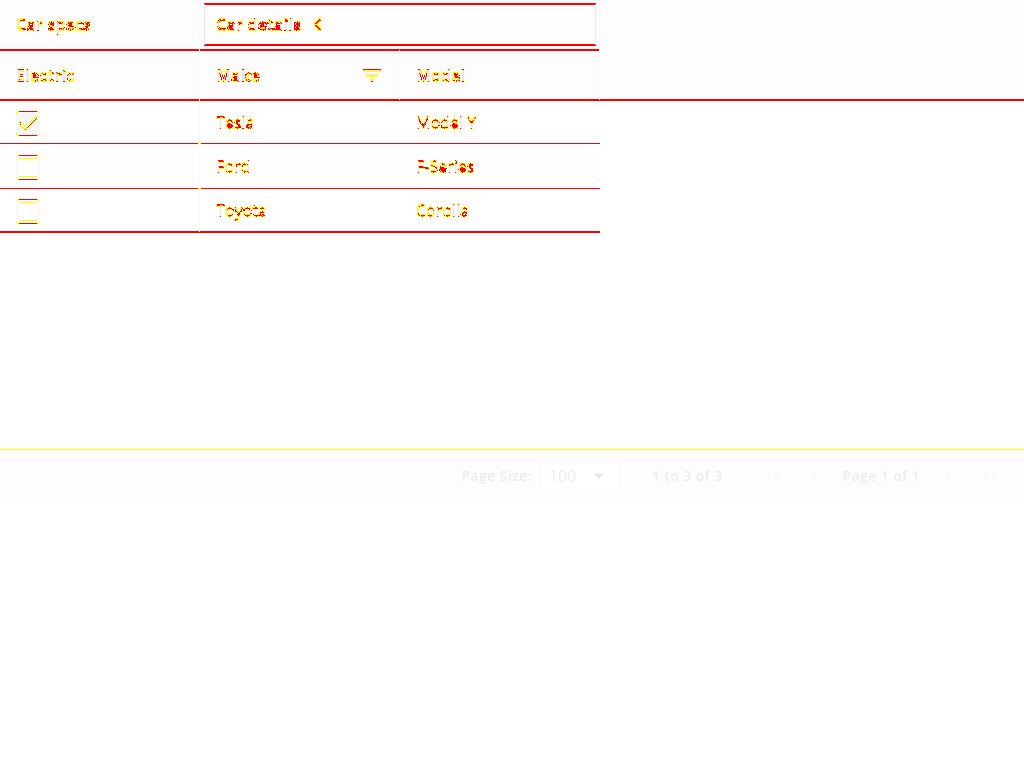 Car specs Car details
Electric Make Model
Tesla Model Y
Ford F-Series
Toyota Corolla
Page Size: 100 1 to 3 of 3 Page 1 of 1